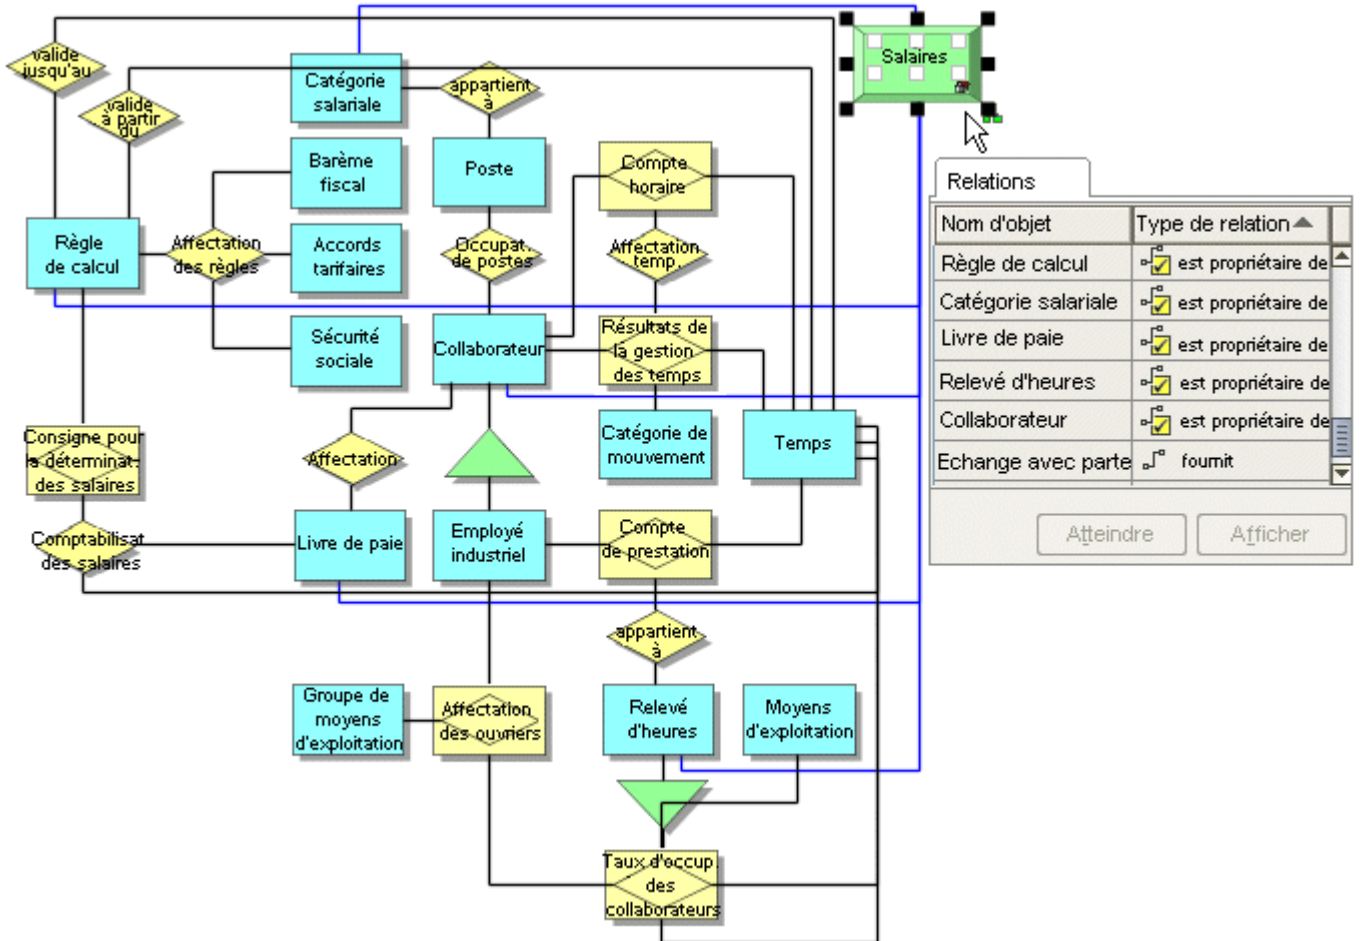 valide
jusqu'au
valide
à partir
du
Catégorie
salariale
appartient
à
Salaires
Barème
fiscal
Poste
Compte
horaire
Règle
de calcul
Affectation
des règles
Accords
tarifaires
Occupat.
de postes
Affectation
temp.
Sécurité
sociale
Collaborateur
Résultats de
la gestion
des temps
Consigne pour
la déterminat.
des salaires
Affectation
Catégorie de
mouvement
Temps
Comptabilisat.
des salaires
Livre de paie
Employé
industriel
Compte
de prestation
appartient
à
Groupe de
moyens
d'exploitation
Affectation
des ouvriers
Relevé
d'heures
Moyens
d'exploitation
Taux d'occup.
des
collaborateurs
Relations
Nom d'objet Type de relation
Règle de calcul est propriétaire de
Catégorie salariale est propriétaire de
Livre de paie est propriétaire de
Relevé d'heures est propriétaire de
Collaborateur est propriétaire de
Echange avec parte fournit
Atteindre Afficher